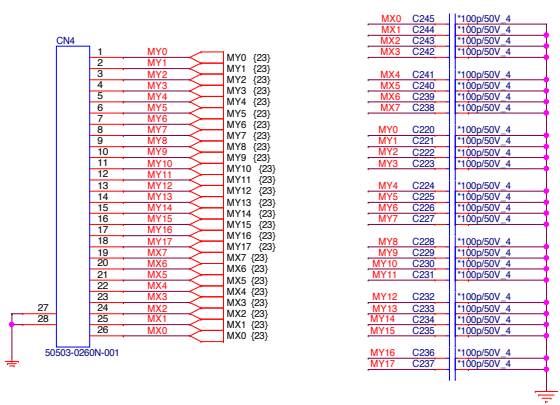 CN4
1 MY0 MY0 {23}
2 MY1 MY1 {23}
3 MY2 MY2 {23}
4 MY3 MY3 {23}
5 MY4 MY4 {23}
6 MY5 MY5 {23}
7 MY6 MY6 {23}
8 MY7 MY7 {23}
9 MY8 MY8 {23}
10 MY9 MY9 {23}
11 MY10 MY10 {23}
12 MY11 MY11 {23}
13 MY12 MY12 {23}
14 MY13 MY13 {23}
15 MY14 MY14 {23}
16 MY15 MY15 {23}
17 MY16 MY16 {23}
18 MY17 MY17 {23}
19 MX7 MX7 {23}
20 MX6 MX6 {23}
21 MX5 MX5 {23}
22 MX4 MX4 {23}
23 MX3 MX3 {23}
24 MX2 MX2 {23}
25 MX1 MX1 {23}
26 MX0 MX0 {23}
27
28
50503-0260N-001
MX0 C245 *100p/50V_4
MX1 C244 *100p/50V_4
MX2 C243 *100p/50V_4
MX3 C242 *100p/50V_4
MX4 C241 *100p/50V_4
MX5 C240 *100p/50V_4
MX6 C239 *100p/50V_4
MX7 C238 *100p/50V_4
MY0 C220 *100p/50V_4
MY1 C221 *100p/50V_4
MY2 C222 *100p/50V_4
MY3 C223 *100p/50V_4
MY4 C224 *100p/50V_4
MY5 C225 *100p/50V_4
MY6 C226 *100p/50V_4
MY7 C227 *100p/50V_4
MY8 C228 *100p/50V_4
MY9 C229 *100p/50V_4
MY10 C230 *100p/50V_4
MY11 C231 *100p/50V_4
MY12 C232 *100p/50V_4
MY13 C233 *100p/50V_4
MY14 C234 *100p/50V_4
MY15 C235 *100p/50V_4
MY16 C236 *100p/50V_4
MY17 C237 *100p/50V_4